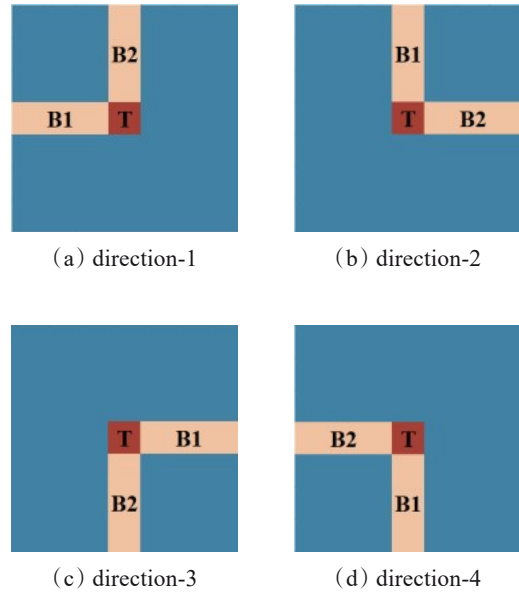 B2 B1
B1 T T B2
(a) direction-1 (b) direction-2
T B1 B2 T
B2 B1
(c) direction-3 (d) direction-4